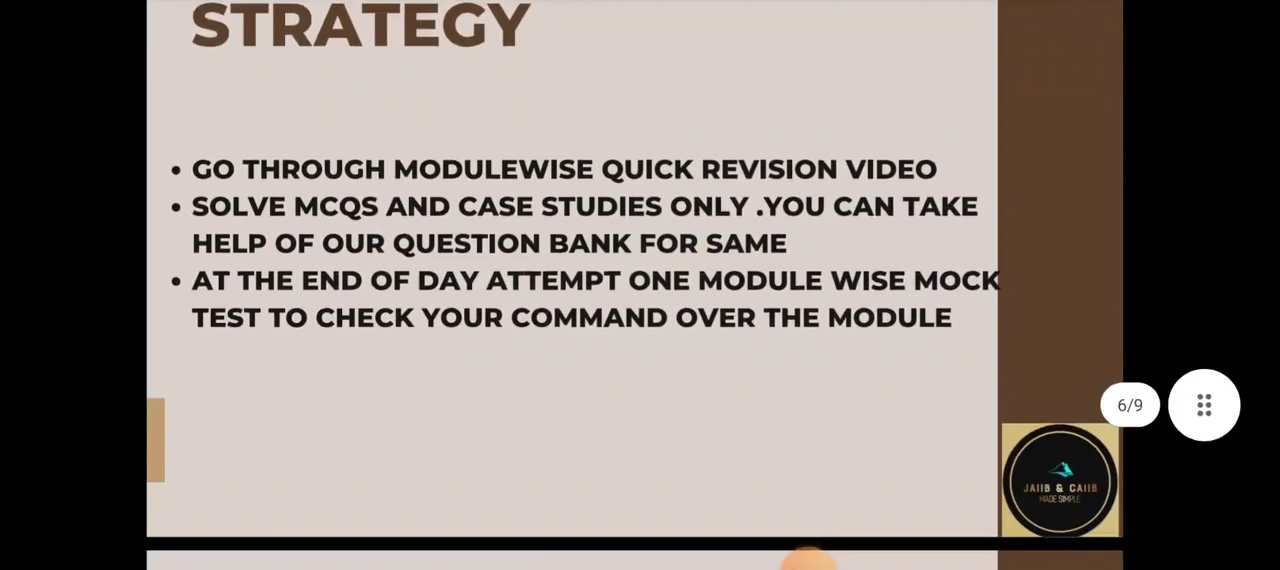 STRATEGY
• GO THROUGH MODULEWISE QUICK REVISION VIDEO
• SOLVE MCQS AND CASE STUDIES ONLY .YOU CAN TAKE
HELP OF OUR QUESTION BANK FOR SAME
• AT THE END OF DAY ATTEMPT ONE MODULE WISE MOCK
TEST TO CHECK YOUR COMMAND OVER THE MODULE
6/9
JAIIB & CAIIB
MADE SIMPLE